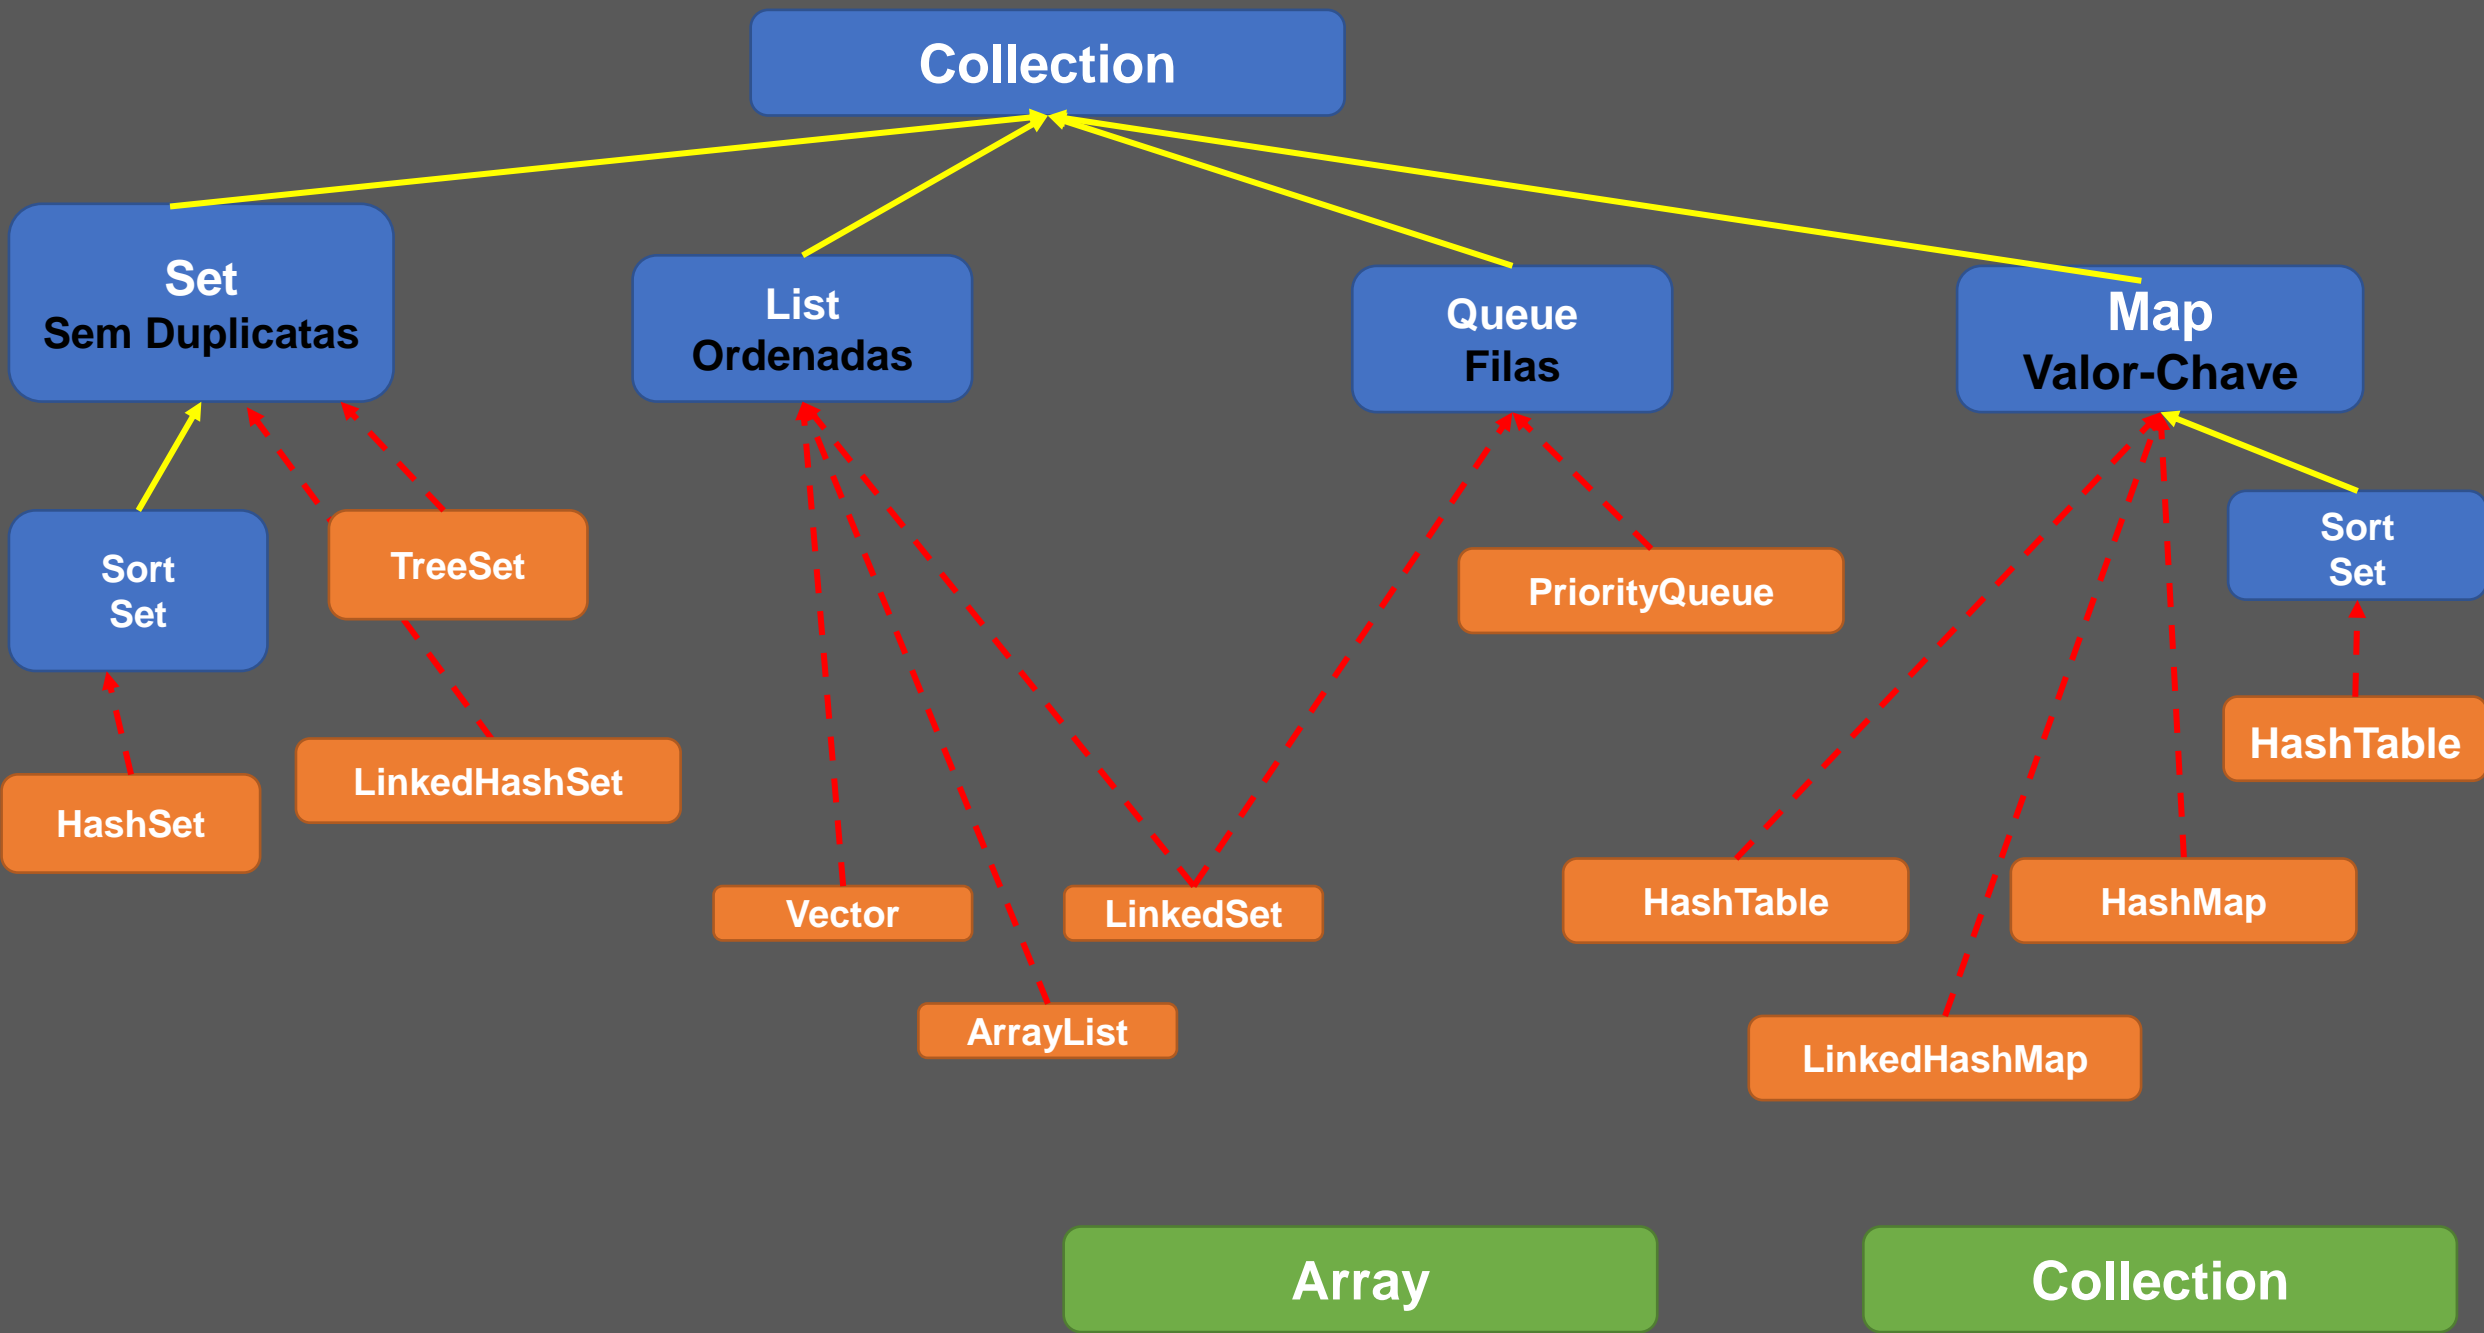 Collection
Set
Sem Duplicatas
List
Ordenadas
Queue
Filas
Map
Valor-Chave
Sort
Set
TreeSet
PriorityQueue
Sort
Set
HashSet
LinkedHashSet
HashTable
Vector
LinkedSet
HashTable
HashMap
ArrayList
LinkedHashMap
Array
Collection